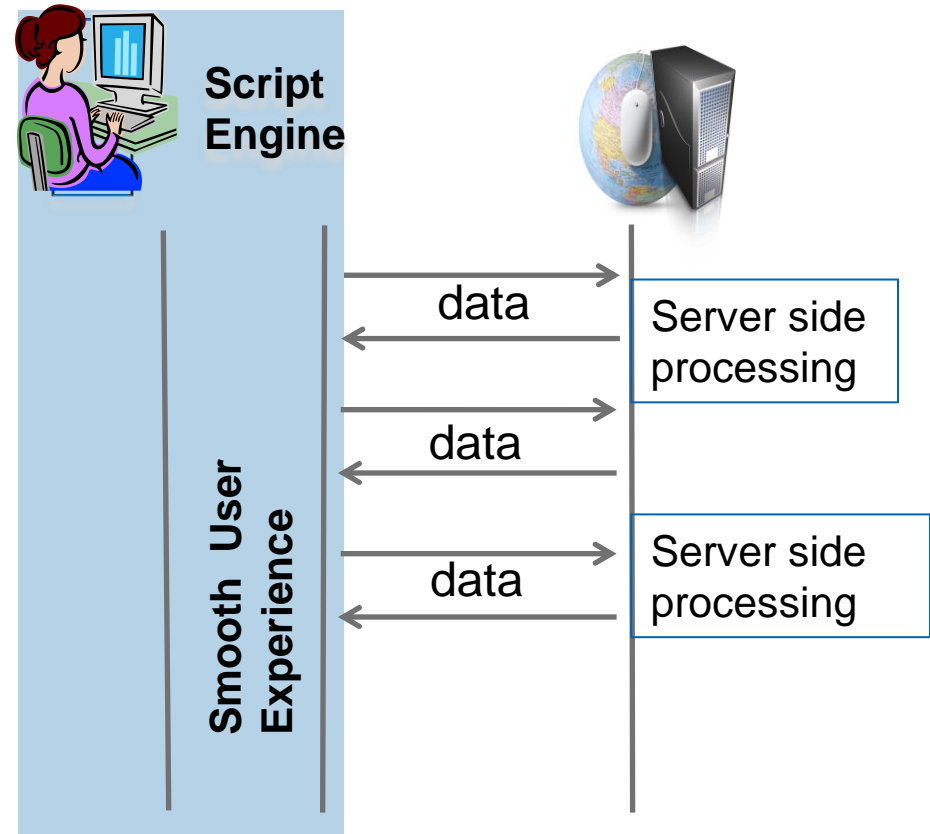 Script
Engine
data
Server side
processing
data
Smooth User
Experience
Server side
processing
data